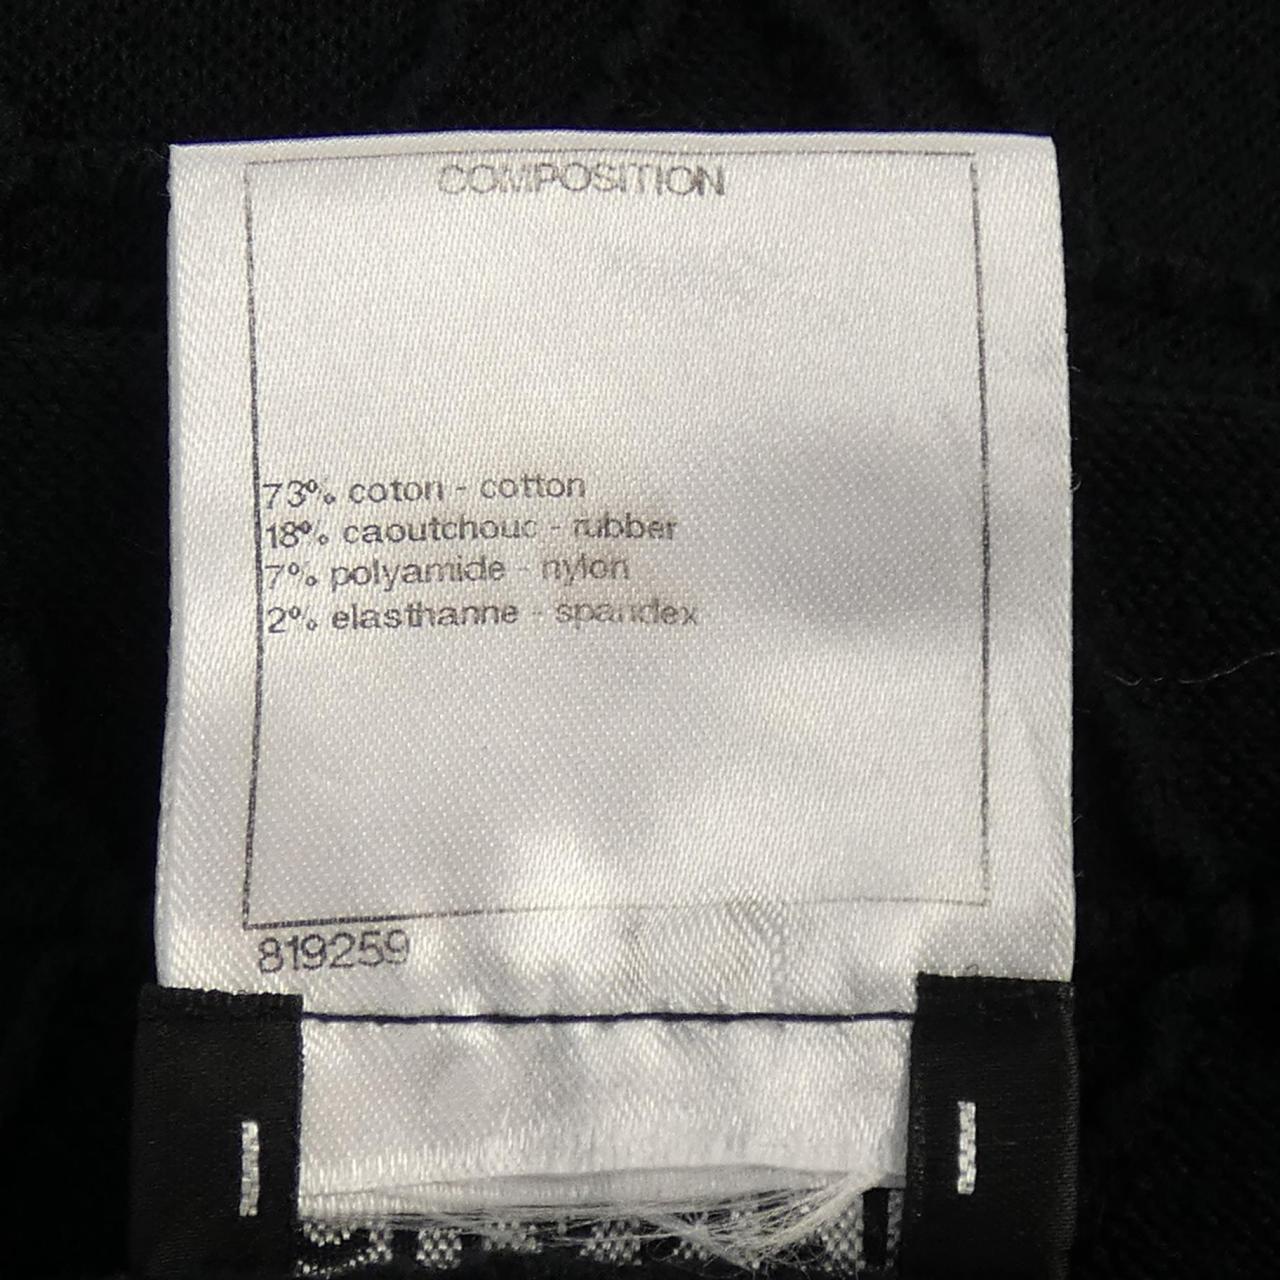 COMPOSITION
73% coton - cotton
18% caoutchouc - rubber
7% polyamide - nylon
2% elasthanne - spandex
819259